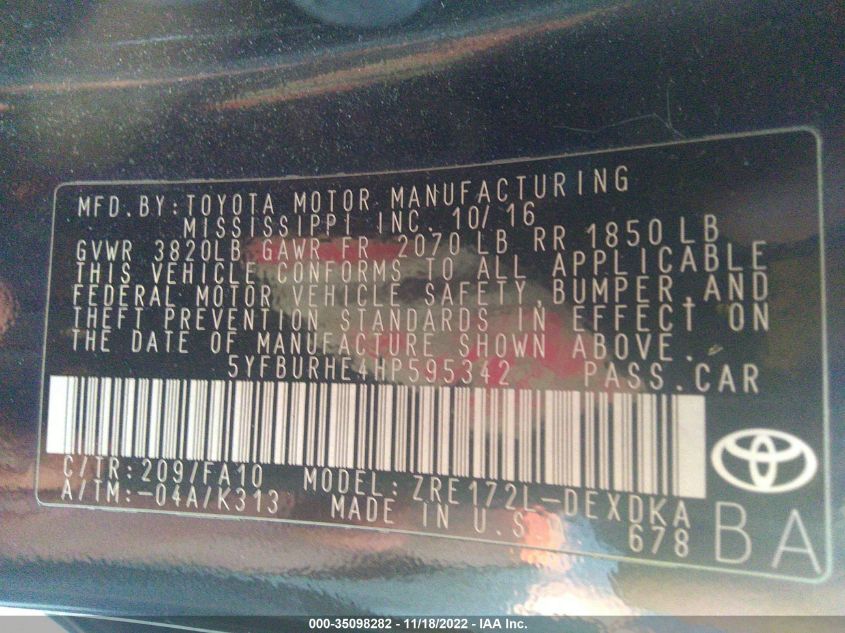 MFD. BY: TOYOTA MOTOR MANUFACTURING
MISSISSIPPI INC. 10/16
GVWR 3820LB GAWR FR 2070 LB RR 1850 LB
THIS VEHICLE CONFORMS TO ALL APPLICABLE
FEDERAL MOTOR VEHICLE SAFETY, BUMPER, AND
THEFT PREVENTION STANDARDS IN EFFECT ON
THE DATE OF MANUFACTURE SHOWN ABOVE.
5YFBURHE4HP595342 PASS. CAR
C/TR: 209/FA10 MODEL: ZRE172L-DEXDKA
A/TM: -04A/K313 MADE IN U.S.
678
BA
000-35098282 - 11/18/2022 - IAA Inc.